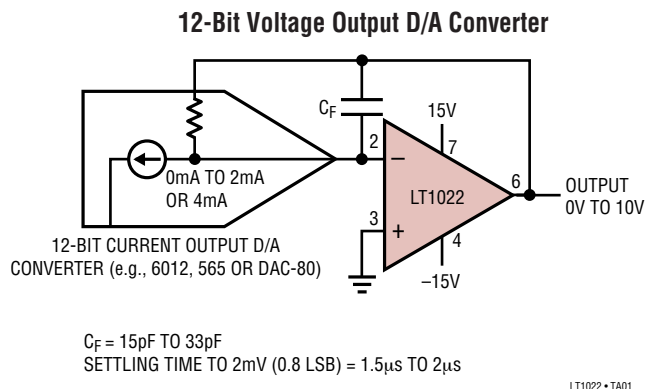 12-Bit Voltage Output D/A Converter
CF
15V
2
7
–
0mA TO 2mA
OR 4mA
LT1022
6
OUTPUT
0V TO 10V
3
+
4
–15V
12-BIT CURRENT OUTPUT D/A
CONVERTER (e.g., 6012, 565 OR DAC-80)
CF = 15pF TO 33pF
SETTLING TIME TO 2mV (0.8 LSB) = 1.5µs TO 2µs
LT1022 • TA01